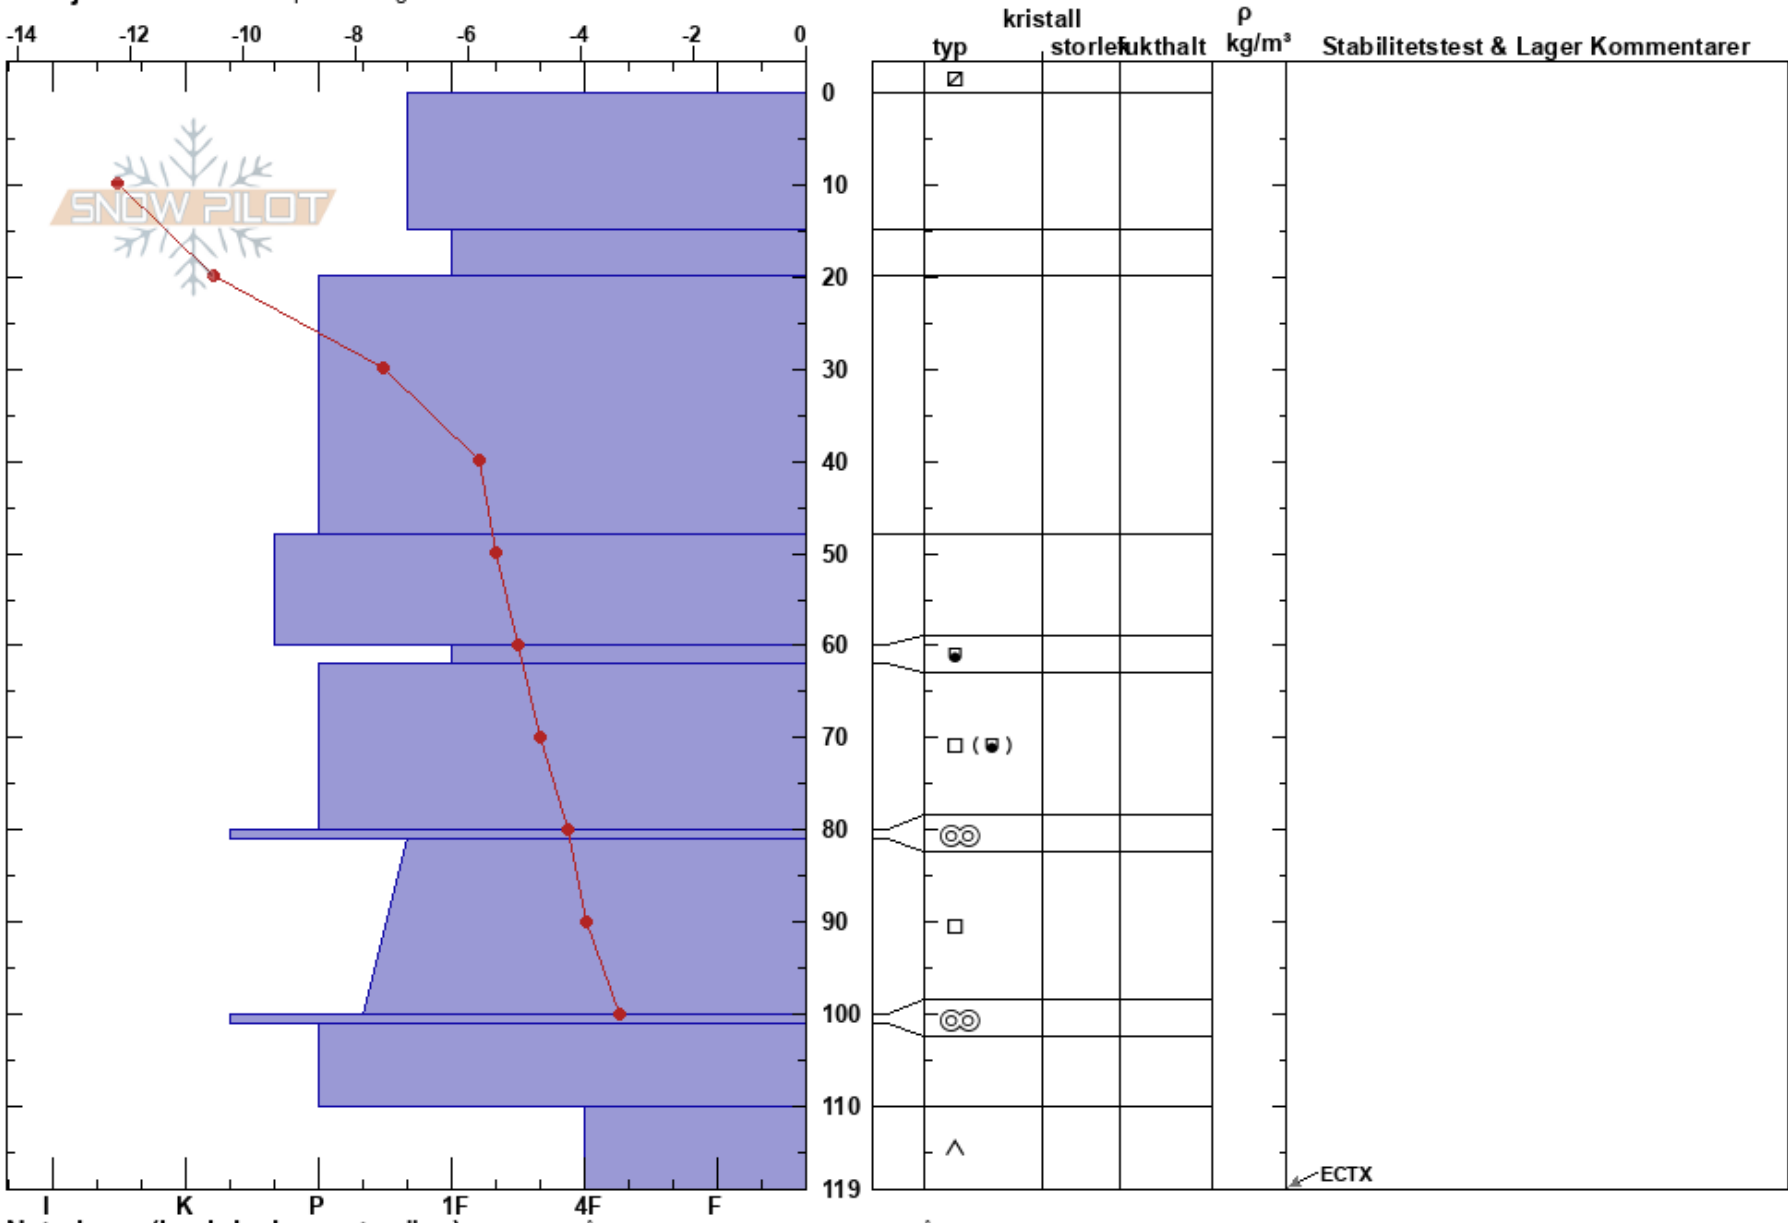 kristall
ρ
-14 -12 -10 -8 -6 -4 -2 0
typ storlek fukthalt kg/m³ Stabilitetstest & Lager Kommentarer
0
10
SNOW PILOT
20
30
40
50
60
70
( )
80
90
100
110
ECTX
119
I K P 1F 4F F